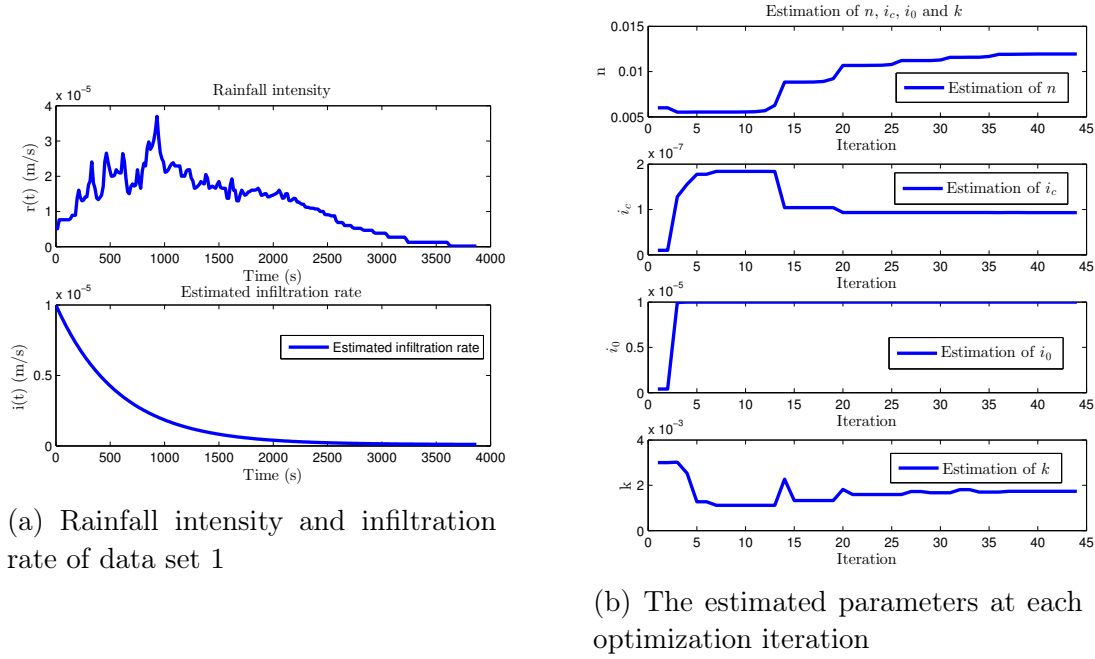 Rainfall intensity
x 10⁻⁵
4
3
2
1
0
r(t) (m/s)
0 500 1000 1500 2000 2500 3000 3500 4000
Time (s)
Estimated infiltration rate
x 10⁻⁵
1
0.5
0
i(t) (m/s)
Estimated infiltration rate
0 500 1000 1500 2000 2500 3000 3500 4000
Time (s)
(a) Rainfall intensity and infiltration
rate of data set 1
Estimation of n, i_c, i_0 and k
0.015
0.01
0.005
n
Estimation of n
0 5 10 15 20 25 30 35 40 45
Iteration
x 10⁻⁷
2
1
0
i_c
Estimation of i_c
0 5 10 15 20 25 30 35 40 45
Iteration
x 10⁻⁵
1
0.5
0
i_0
Estimation of i_0
0 5 10 15 20 25 30 35 40 45
Iteration
x 10⁻³
4
2
0
k
Estimation of k
0 5 10 15 20 25 30 35 40 45
Iteration
(b) The estimated parameters at each
optimization iteration